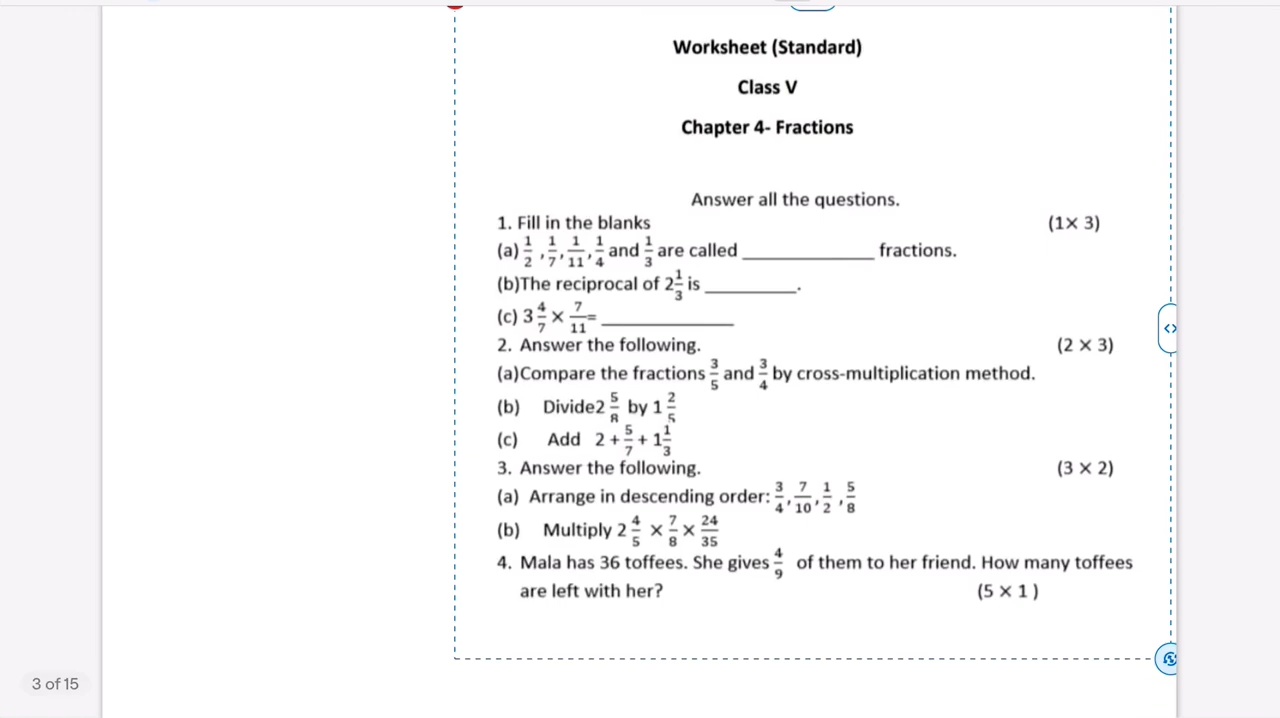 Worksheet (Standard)
Class V
Chapter 4- Fractions
Answer all the questions.
1. Fill in the blanks (1× 3)
(a) 1/2 , 1/7, 1/11, 1/4 and 1/3 are called ____________ fractions.
(b)The reciprocal of 2 1/3 is _________.
(c) 3 4/7 × 7/11= ____________
2. Answer the following. (2 × 3)
(a)Compare the fractions 3/5 and 3/4 by cross-multiplication method.
(b) Divide2 5/8 by 1 2/5
(c) Add 2 + 5/7 + 1 1/3
3. Answer the following. (3 × 2)
(a) Arrange in descending order: 3/4, 7/10, 1/2 , 5/8
(b) Multiply 2 4/5 × 7/8 × 24/35
4. Mala has 36 toffees. She gives 4/9 of them to her friend. How many toffees
are left with her? (5 × 1 )
3 of 15